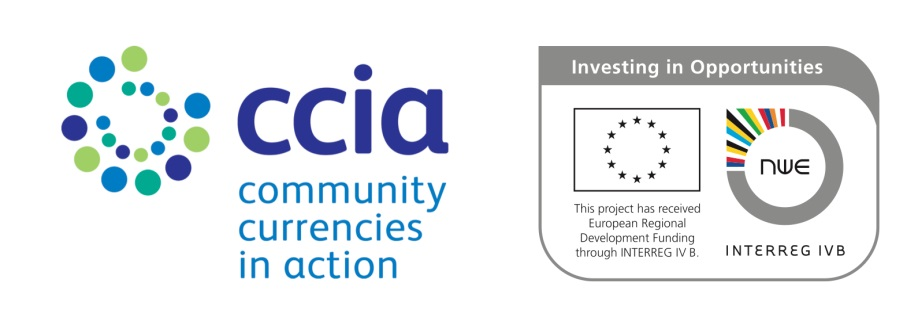 ccia
community
currencies
in action
Investing in Opportunities
This project has received
European Regional
Development Funding
through INTERREG IV B.
NWE
INTERREG IVB